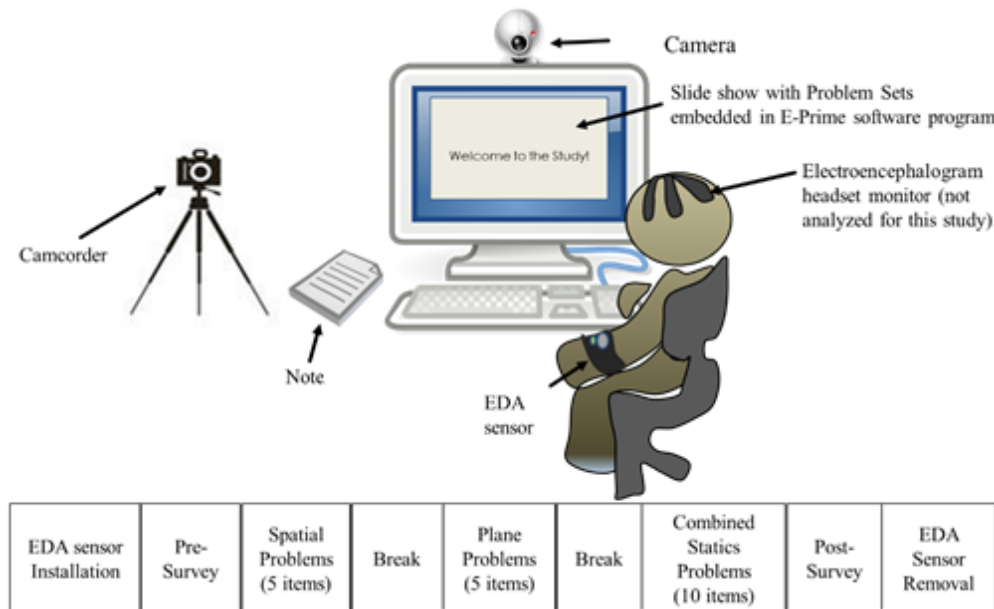 Camera
Slide show with Problem Sets
embedded in E-Prime software program
Welcome to the Study!
Electroencephalogram
headset monitor (not
analyzed for this study)
Camcorder
Note
EDA
sensor
EDA sensor
Installation
Pre-
Survey
Spatial
Problems
(5 items)
Break
Plane
Problems
(5 items)
Break
Combined
Statics
Problems
(10 items)
Post-
Survey
EDA
Sensor
Removal